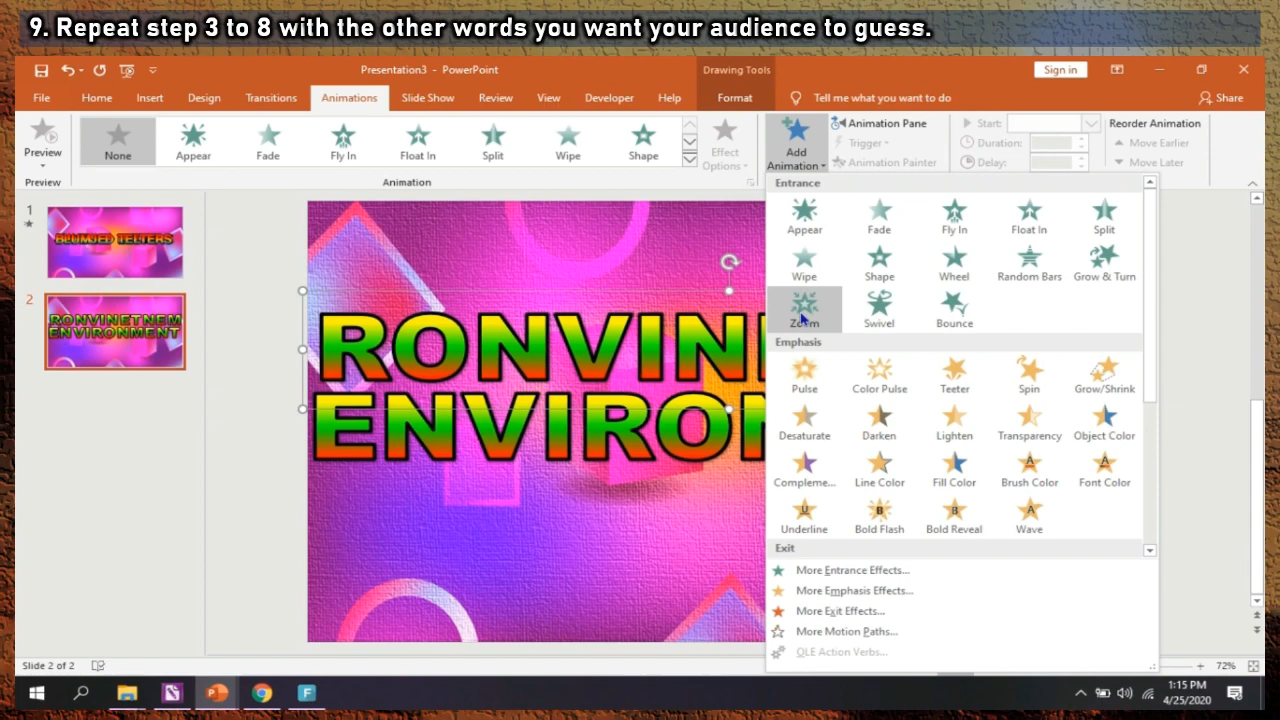 9. Repeat step 3 to 8 with the other words you want your audience to guess.
Presentation3 - PowerPoint
Drawing Tools
Sign in
File Home Insert Design Transitions Animations Slide Show Review View Developer Help Format Tell me what you want to do Share
Preview
Preview
None Appear Fade Fly In Float In Split Wipe Shape
Animation
Effect
Options
Add
Animation
Animation Pane
Trigger
Animation Painter
Start:
Duration:
Delay:
Reorder Animation
Move Earlier
Move Later
1
BLUMJED TELTERS
2
RONVINETNEM
ENVIRONMENT
RONVIN
ENVIRON
Entrance
Appear Fade Fly In Float In Split
Wipe Shape Wheel Random Bars Grow & Turn
Zoom Swivel Bounce
Emphasis
Pulse Color Pulse Teeter Spin Grow/Shrink
Desaturate Darken Lighten Transparency Object Color
Compleme... Line Color Fill Color Brush Color Font Color
Underline Bold Flash Bold Reveal Wave
Exit
More Entrance Effects...
More Emphasis Effects...
More Exit Effects...
More Motion Paths...
OLE Action Verbs...
Slide 2 of 2
72%
1:15 PM
4/25/2020